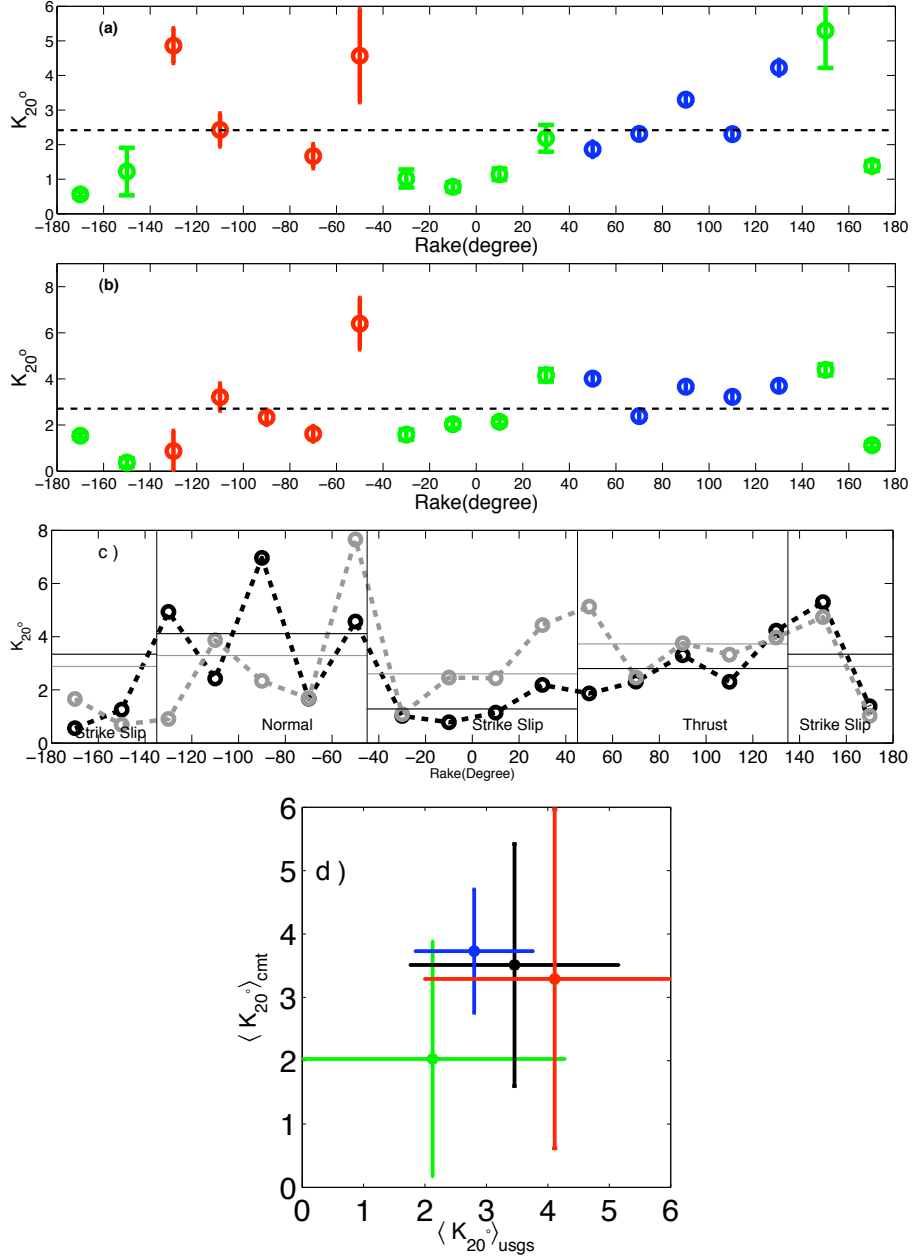 (a)
6
5
4
3
2
1
0
K20o
−180 −160 −140 −120 −100 −80 −60 −40 −20 0 20 40 60 80 100 120 140 160 180
Rake(degree)
(b)
8
6
4
2
0
K20o
−180 −160 −140 −120 −100 −80 −60 −40 −20 0 20 40 60 80 100 120 140 160 180
Rake(degree)
c )
8
6
4
2
0
K20°
Strike Slip Normal Strike Slip Thrust Strike Slip
−180 −160 −140 −120 −100 −80 −60 −40 −20 0 20 40 60 80 100 120 140 160 180
Rake(Degree)
d )
6
5
4
3
2
1
0
⟨ K20° ⟩cmt
0 1 2 3 4 5 6
⟨ K20° ⟩usgs